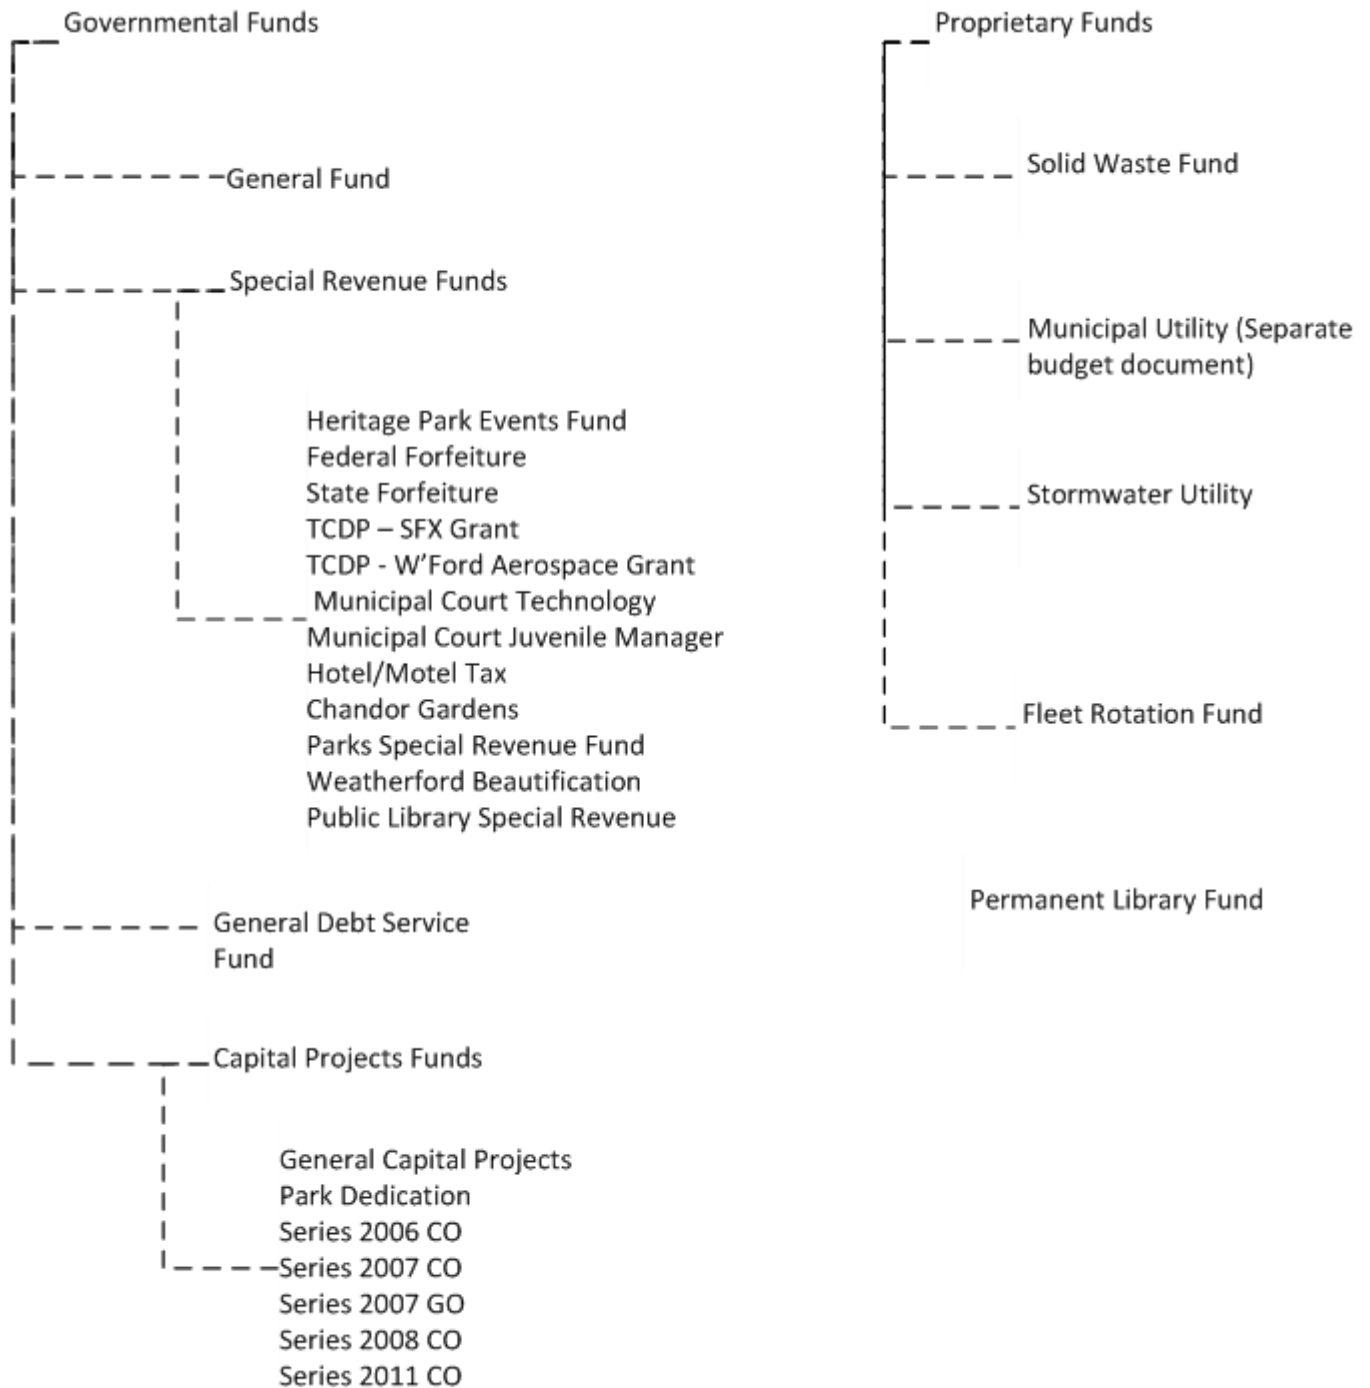 Governmental Funds
General Fund
Special Revenue Funds
Heritage Park Events Fund
Federal Forfeiture
State Forfeiture
TCDP – SFX Grant
TCDP - W’Ford Aerospace Grant
Municipal Court Technology
Municipal Court Juvenile Manager
Hotel/Motel Tax
Chandor Gardens
Parks Special Revenue Fund
Weatherford Beautification
Public Library Special Revenue
General Debt Service
Fund
Capital Projects Funds
General Capital Projects
Park Dedication
Series 2006 CO
Series 2007 CO
Series 2007 GO
Series 2008 CO
Series 2011 CO
Proprietary Funds
Solid Waste Fund
Municipal Utility (Separate
budget document)
Stormwater Utility
Fleet Rotation Fund
Permanent Library Fund